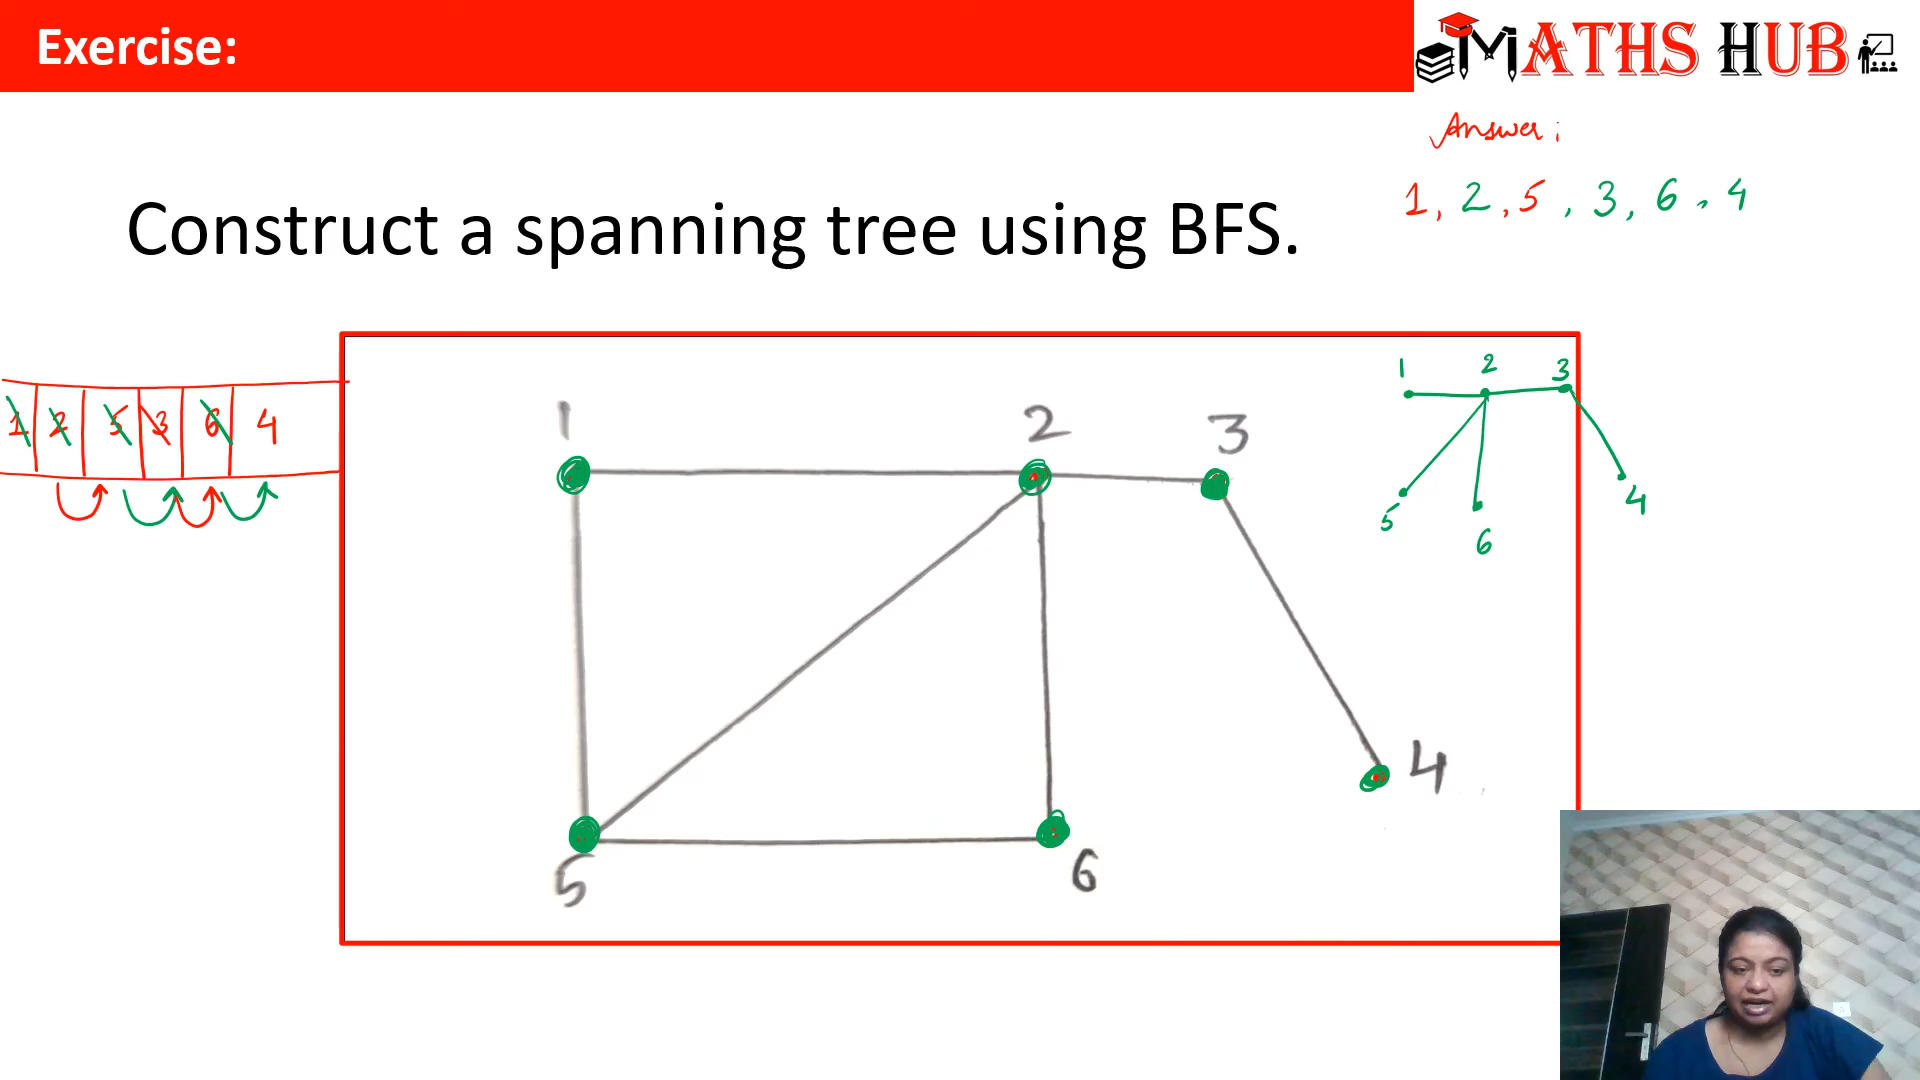 Exercise:
MATHS HUB
Answer:
1, 2, 5, 3, 6, 4
Construct a spanning tree using BFS.
1 2 5 3 6 4
1 2 3
5 6 4
1 2 3
4
5 6